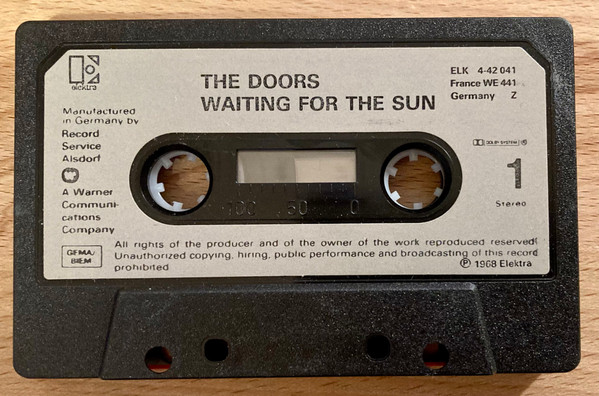 elektra
THE DOORS
WAITING FOR THE SUN
ELK 4-42 041
France WE 441
Germany Z
Manufactured
in Germany by
Record
Service
Alsdorf
A Warner
Communi-
cations
Company
DOLBY SYSTEM
1
Stereo
100 50 0
GEMA/
BIEM
All rights of the producer and of the owner of the work reproduced reserved
Unauthorized copying, hiring, public performance and broadcasting of this record
prohibited
℗ 1968 Elektra